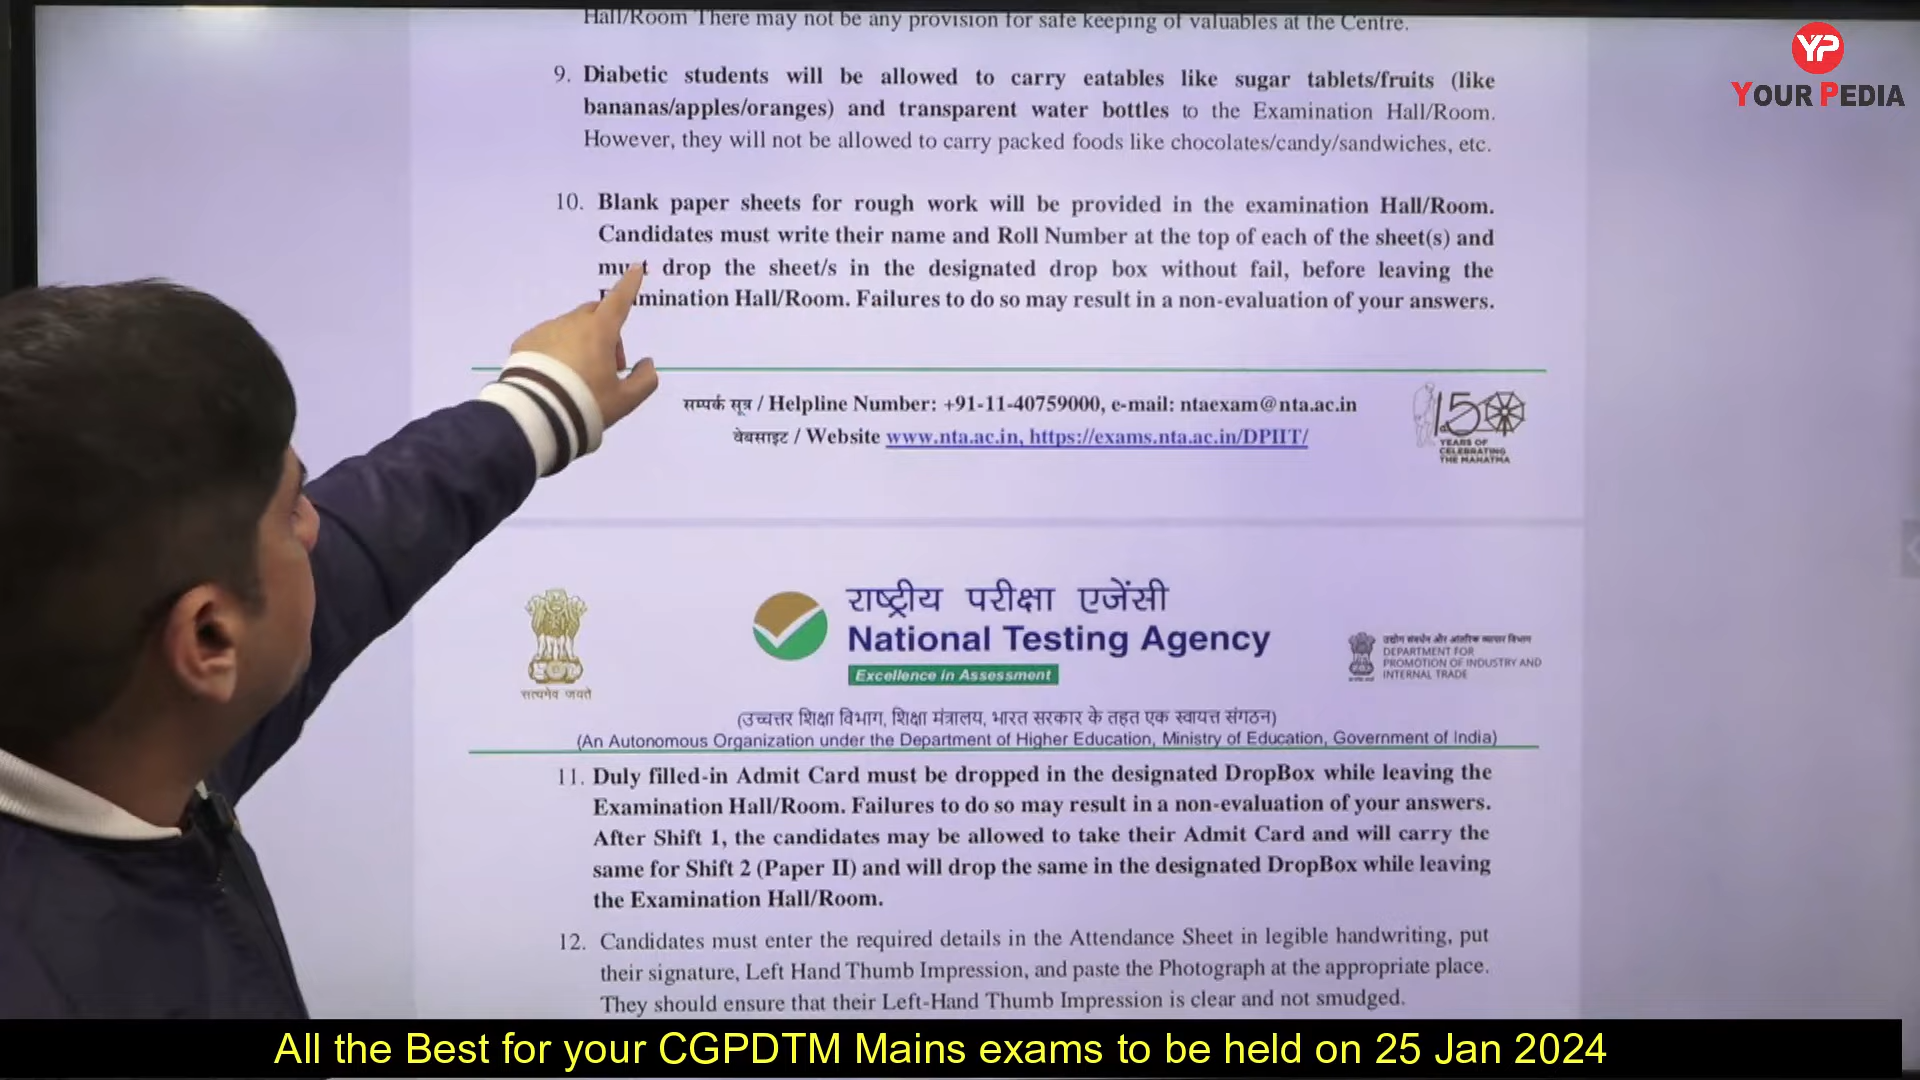 Hall/Room There may not be any provision for safe keeping of valuables at the Centre.
YP
YOUR PEDIA
9. Diabetic students will be allowed to carry eatables like sugar tablets/fruits (like
bananas/apples/oranges) and transparent water bottles to the Examination Hall/Room.
However, they will not be allowed to carry packed foods like chocolates/candy/sandwiches, etc.
10. Blank paper sheets for rough work will be provided in the examination Hall/Room.
Candidates must write their name and Roll Number at the top of each of the sheet(s) and
must drop the sheet/s in the designated drop box without fail, before leaving the
Examination Hall/Room. Failures to do so may result in a non-evaluation of your answers.
सम्पर्क सूत्र / Helpline Number: +91-11-40759000, e-mail: ntaexam@nta.ac.in
वेबसाइट / Website www.nta.ac.in, https://exams.nta.ac.in/DPIIT/
150
YEARS OF
CELEBRATING
THE MAHATMA
राष्ट्रीय परीक्षा एजेंसी
National Testing Agency
Excellence in Assessment
सत्यमेव जयते
उद्योग संवर्धन और आंतरिक व्यापार विभाग
DEPARTMENT FOR
PROMOTION OF INDUSTRY AND
INTERNAL TRADE
(उच्चत्तर शिक्षा विभाग, शिक्षा मंत्रालय, भारत सरकार के तहत एक स्वायत्त संगठन)
(An Autonomous Organization under the Department of Higher Education, Ministry of Education, Government of India)
11. Duly filled-in Admit Card must be dropped in the designated DropBox while leaving the
Examination Hall/Room. Failures to do so may result in a non-evaluation of your answers.
After Shift 1, the candidates may be allowed to take their Admit Card and will carry the
same for Shift 2 (Paper II) and will drop the same in the designated DropBox while leaving
the Examination Hall/Room.
12. Candidates must enter the required details in the Attendance Sheet in legible handwriting, put
their signature, Left Hand Thumb Impression, and paste the Photograph at the appropriate place.
They should ensure that their Left-Hand Thumb Impression is clear and not smudged.
All the Best for your CGPDTM Mains exams to be held on 25 Jan 2024